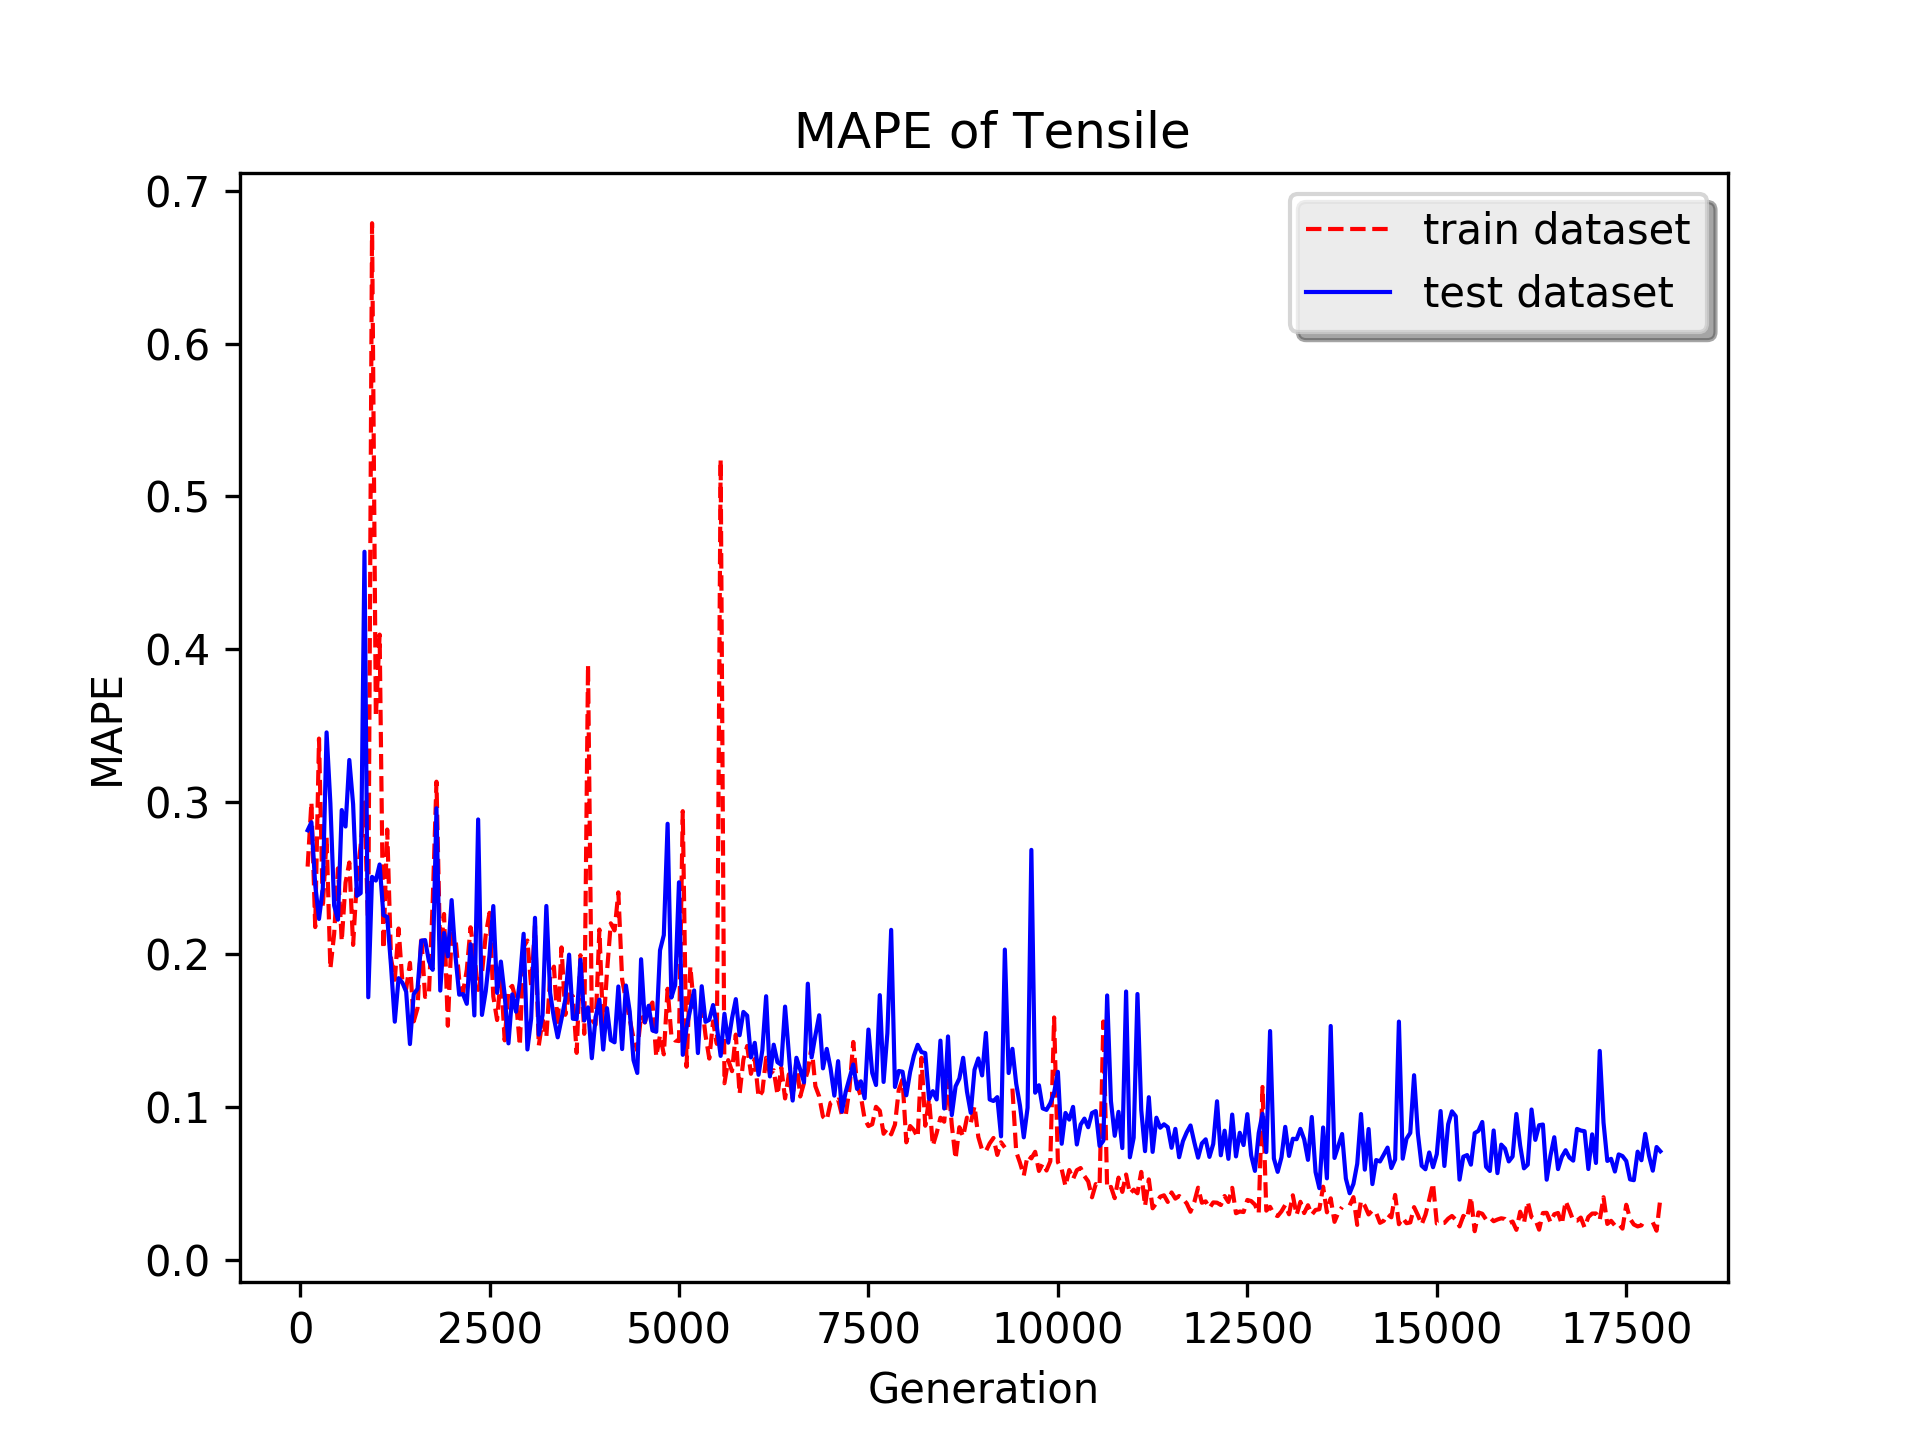 MAPE of Tensile
train dataset
test dataset
MAPE
0.7
0.6
0.5
0.4
0.3
0.2
0.1
0.0
0 2500 5000 7500 10000 12500 15000 17500
Generation